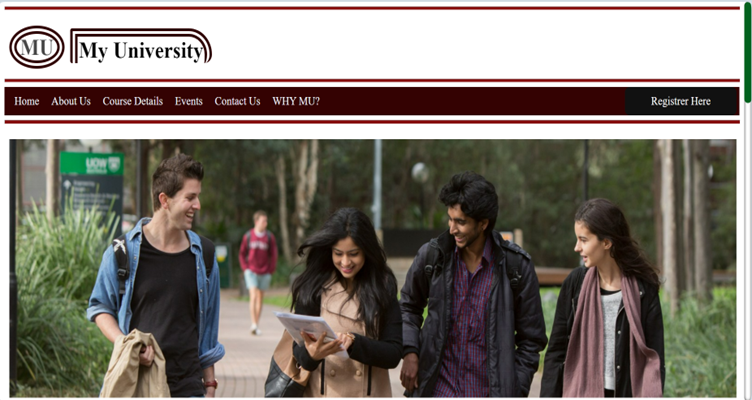 MU My University
Home About Us Course Details Events Contact Us WHY MU? Registrer Here
UOW